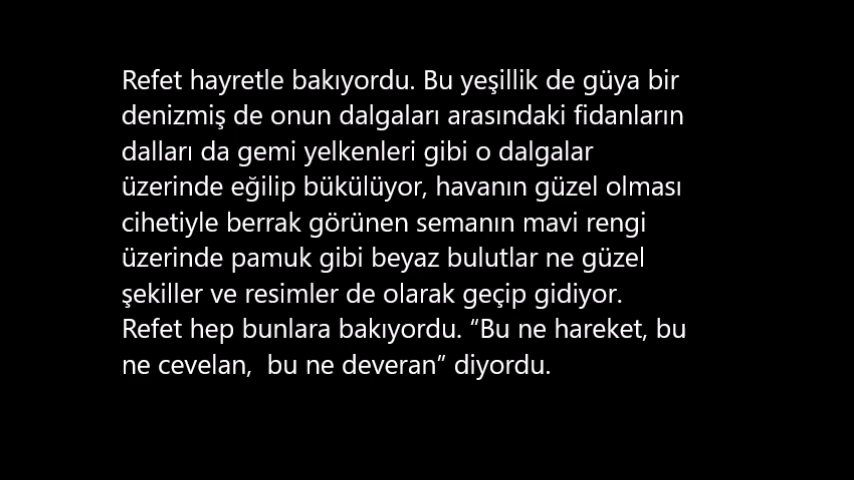 Refet hayretle bakıyordu. Bu yeşillik de güya bir
denizmiş de onun dalgaları arasındaki fidanların
dalları da gemi yelkenleri gibi o dalgalar
üzerinde eğilip bükülüyor, havanın güzel olması
cihetiyle berrak görünen semanın mavi rengi
üzerinde pamuk gibi beyaz bulutlar ne güzel
şekiller ve resimler de olarak geçip gidiyor.
Refet hep bunlara bakıyordu. “Bu ne hareket, bu
ne cevelan,  bu ne deveran” diyordu.